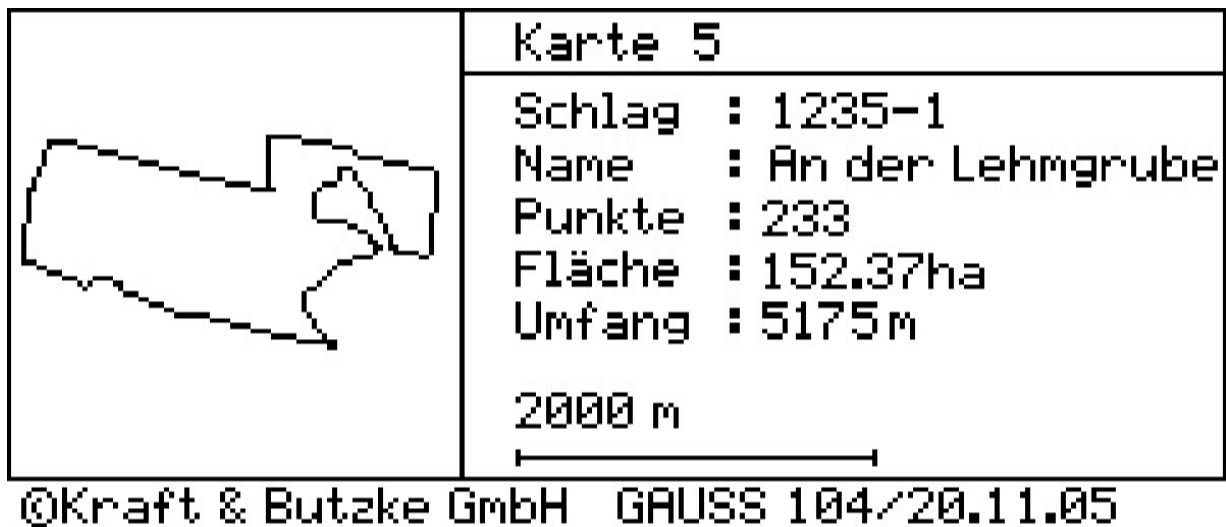 Karte 5
Schlag : 1235-1
Name : An der Lehmgrube
Punkte : 233
Fläche : 152.37ha
Umfang : 5175m
2000 m
©Kraft & Butzke GmbH GAUSS 104/20.11.05